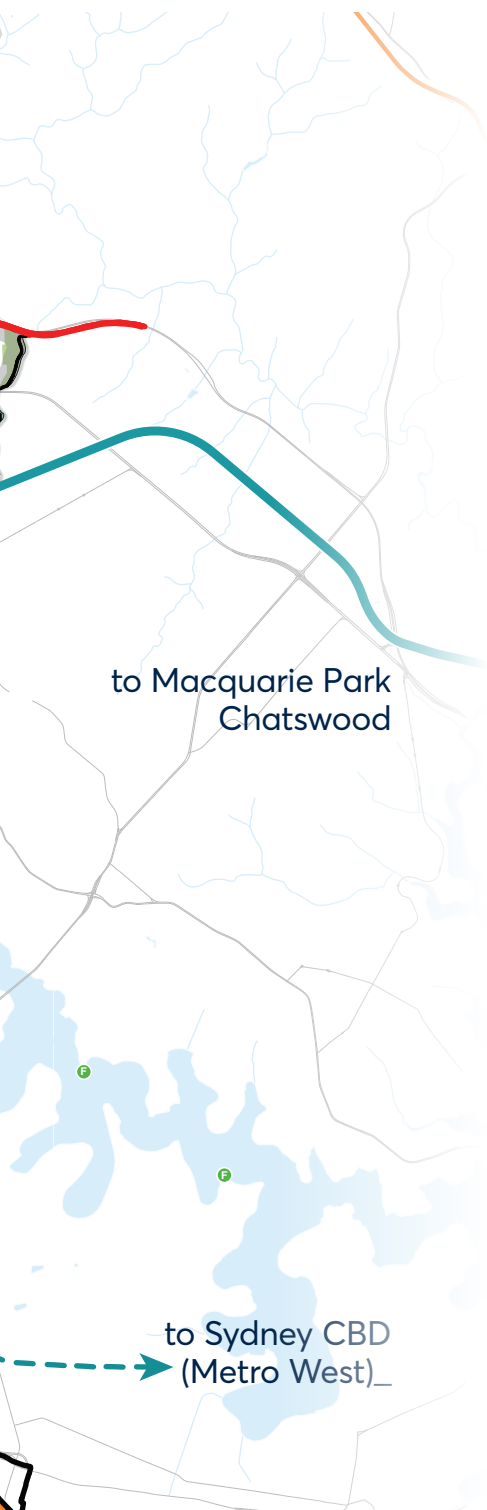 to Macquarie Park
Chatswood
F
F
to Sydney CBD
(Metro West)_